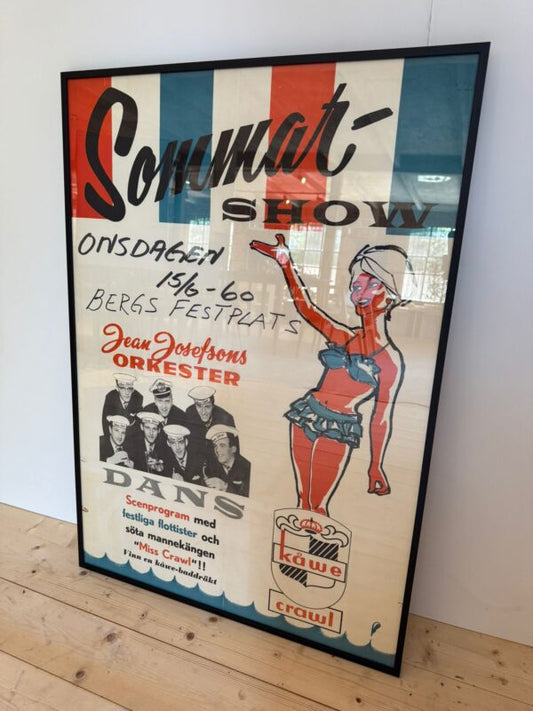 Sommar-
SHOW
ONSDAGEN
15/6-60
BERGS FESTPLATS
Jean Josefsons
ORKESTER
DANS
Scenprogram med
festliga flottister och
söta mannekängen
"Miss Crawl"!!
Vinn en kåwe-baddräkt
kåwe
crawl